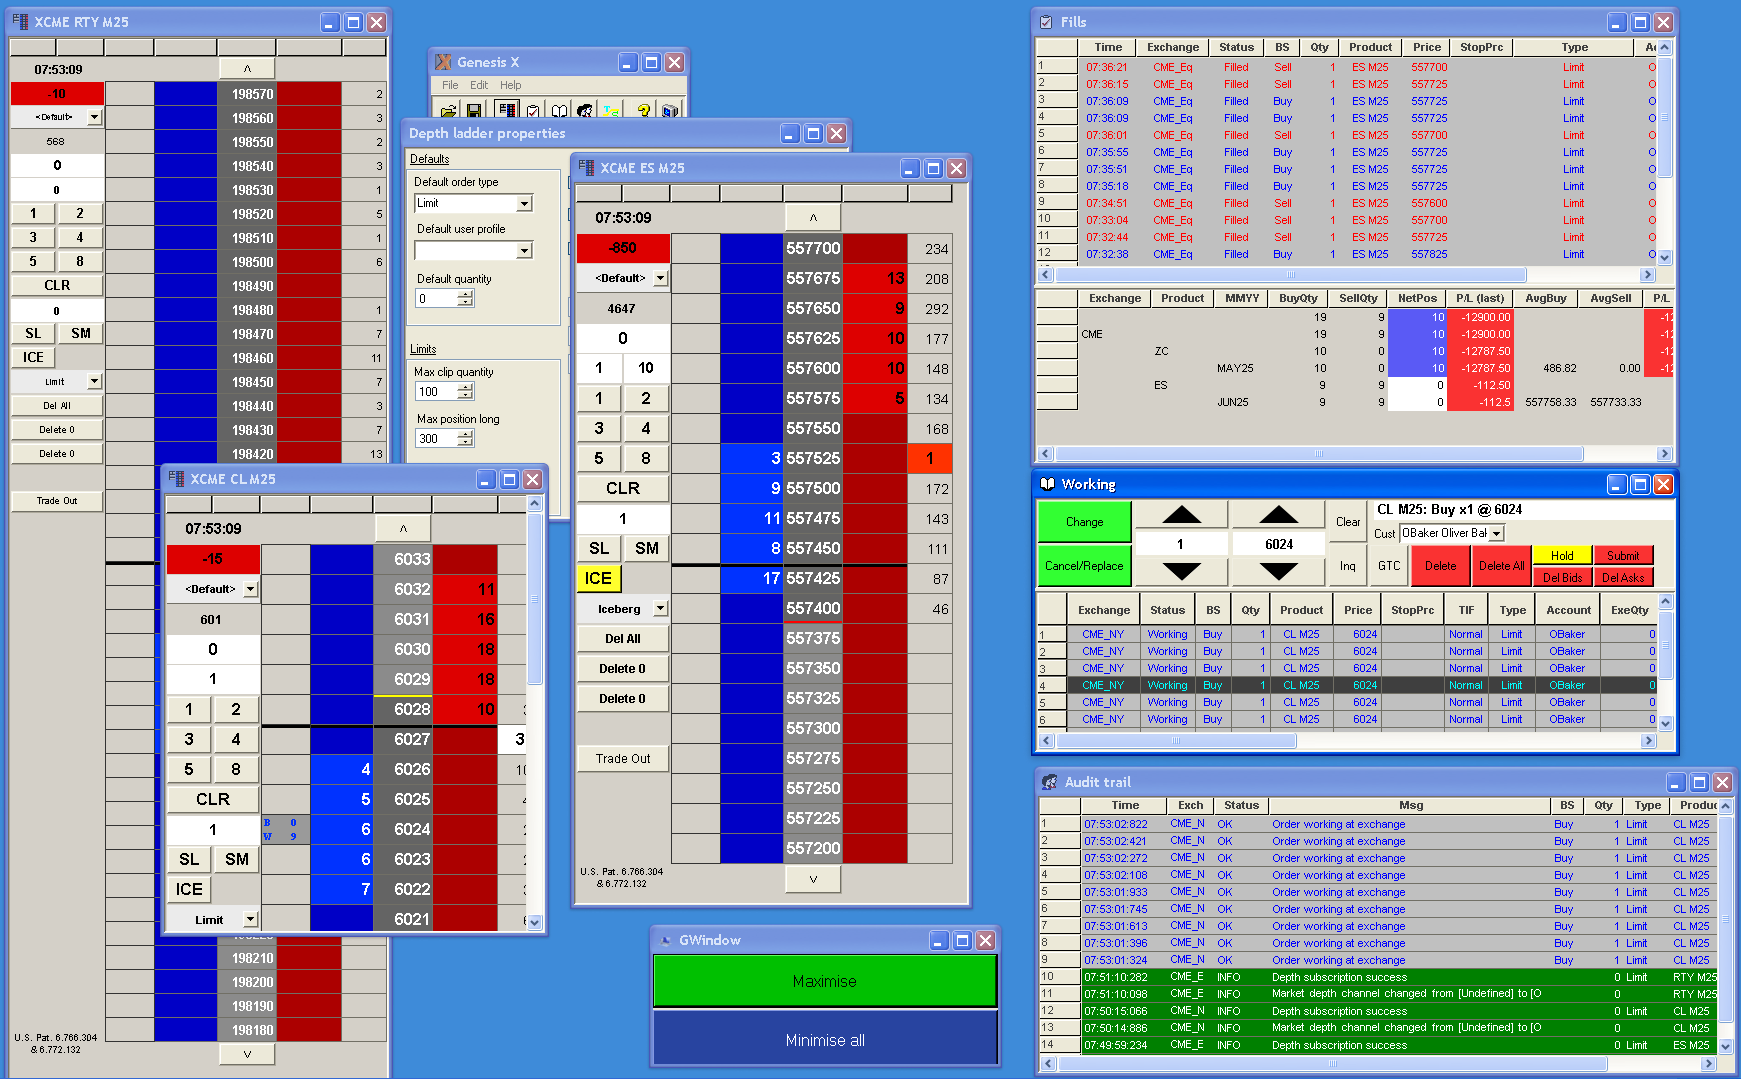 XCME RTY M25
07:53:09
^
-10
<Default>
568
0
0
1 2
3 4
5 8
CLR
0
SL SM
ICE
Limit
Del All
Delete 0
Delete 0
Trade Out
198570 2
198560 3
198550 2
198540 3
198530 1
198520 5
198510 1
198500 6
198490
198480 1
198470 7
198460 11
198450 7
198440 3
198430 7
198420 13
198210
198200
198190
198180
U.S. Pat. 6.766.304
& 6.772.132
v
Genesis X
File Edit Help
Depth ladder properties
Defaults
Default order type
Limit
Default user profile
Default quantity
0
Limits
Max clip quantity
100
Max position long
300
XCME ES M25
07:53:09
^
-850
<Default>
4647
0
1 10
1 2
3 4
5 8
CLR
1
SL SM
ICE
Iceberg
Del All
Delete 0
Delete 0
Trade Out
557700 234
557675 13 208
557650 9 292
557625 10 177
557600 10 148
557575 5 134
557550 168
3 557525 1
9 557500 172
11 557475 143
8 557450 111
17 557425 87
557400 46
557375
557350
557325
557300
557275
557250
557225
557200
U.S. Pat. 6.766.304
& 6.772.132
v
XCME CL M25
07:53:09
^
-15
<Default>
601
0
1
1 2
3 4
5 8
CLR
1
SL SM
ICE
Limit
6033
6032 11
6031 16
6030 18
6029 18
6028 10
6027 3
4 6026
5 6025
B 0
W 9
6 6024
6 6023
7 6022
6021
GWindow
Maximise
Minimise all
Fills
Time Exchange Status BS Qty Product Price StopPrc Type
1 07:36:21 CME_Eq Filled Sell 1 ES M25 557700 Limit
2 07:36:15 CME_Eq Filled Sell 1 ES M25 557700 Limit
3 07:36:09 CME_Eq Filled Buy 1 ES M25 557725 Limit
4 07:36:09 CME_Eq Filled Buy 1 ES M25 557725 Limit
5 07:36:01 CME_Eq Filled Sell 1 ES M25 557700 Limit
6 07:35:55 CME_Eq Filled Buy 1 ES M25 557725 Limit
7 07:35:51 CME_Eq Filled Buy 1 ES M25 557725 Limit
8 07:35:18 CME_Eq Filled Buy 1 ES M25 557725 Limit
9 07:34:51 CME_Eq Filled Sell 1 ES M25 557600 Limit
10 07:33:04 CME_Eq Filled Sell 1 ES M25 557700 Limit
11 07:32:44 CME_Eq Filled Sell 1 ES M25 557725 Limit
12 07:32:38 CME_Eq Filled Buy 1 ES M25 557825 Limit
Exchange Product MMYY BuyQty SellQty NetPos P/L (last) AvgBuy AvgSell P/L
19 9 10 -12900.00
CME 19 9 10 -12900.00
ZC 10 0 10 -12787.50
MAY25 10 0 10 -12787.50 486.82 0.00
ES 9 9 0 -112.50
JUN25 9 9 0 -112.5 557758.33 557733.33
Working
Change
Cancel/Replace
1
6024
Clear
Inq
CL M25: Buy x1 @ 6024
Cust OBaker Oliver Bal
GTC Delete Delete All
Hold Submit
Del Bids Del Asks
Exchange Status BS Qty Product Price StopPrc TIF Type Account ExeQty
1 CME_NY Working Buy 1 CL M25 6024 Normal Limit OBaker 0
2 CME_NY Working Buy 1 CL M25 6024 Normal Limit OBaker 0
3 CME_NY Working Buy 1 CL M25 6024 Normal Limit OBaker 0
4 CME_NY Working Buy 1 CL M25 6024 Normal Limit OBaker 0
5 CME_NY Working Buy 1 CL M25 6024 Normal Limit OBaker 0
6 CME_NY Working Buy 1 CL M25 6024 Normal Limit OBaker 0
Audit trail
Time Exch Status Msg BS Qty Type Produc
1 07:53:02:822 CME_N OK Order working at exchange Buy 1 Limit CL M25
2 07:53:02:421 CME_N OK Order working at exchange Buy 1 Limit CL M25
3 07:53:02:272 CME_N OK Order working at exchange Buy 1 Limit CL M25
4 07:53:02:108 CME_N OK Order working at exchange Buy 1 Limit CL M25
5 07:53:01:933 CME_N OK Order working at exchange Buy 1 Limit CL M25
6 07:53:01:745 CME_N OK Order working at exchange Buy 1 Limit CL M25
7 07:53:01:613 CME_N OK Order working at exchange Buy 1 Limit CL M25
8 07:53:01:396 CME_N OK Order working at exchange Buy 1 Limit CL M25
9 07:53:01:324 CME_N OK Order working at exchange Buy 1 Limit CL M25
10 07:51:10:282 CME_E INFO Depth subscription success 0 Limit RTY M25
11 07:51:10:098 CME_E INFO Market depth channel changed from [Undefined] to [O 0 RTY M25
12 07:50:15:066 CME_N INFO Depth subscription success 0 Limit CL M25
13 07:50:14:886 CME_N INFO Market depth channel changed from [Undefined] to [O 0 CL M25
14 07:49:59:234 CME_E INFO Depth subscription success 0 Limit ES M25